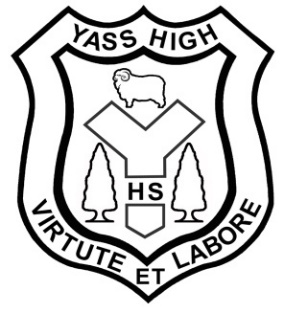 YASS HIGH
Y
HS
VIRTUTE ET LABORE